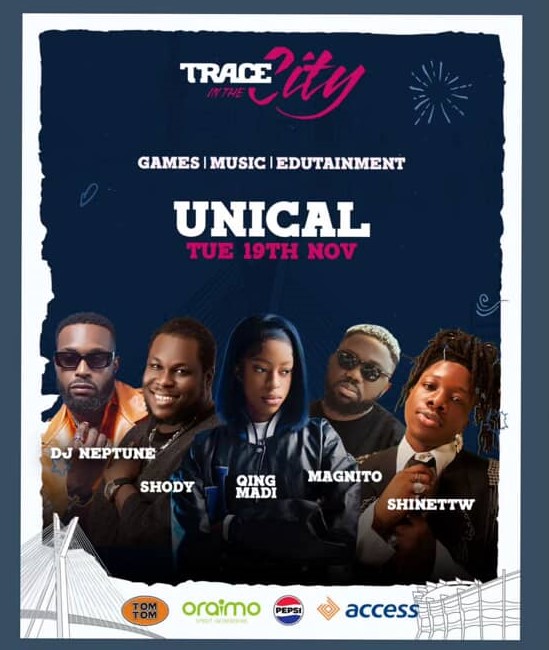 TRACE
IN THE City
GAMES | MUSIC | EDUTAINMENT
UNICAL
TUE 19TH NOV
DJ NEPTUNE
SHODY
QING
MADI
MAGNITO
SHINETTW
TOM
TOM
oraimo
PEPSI
access